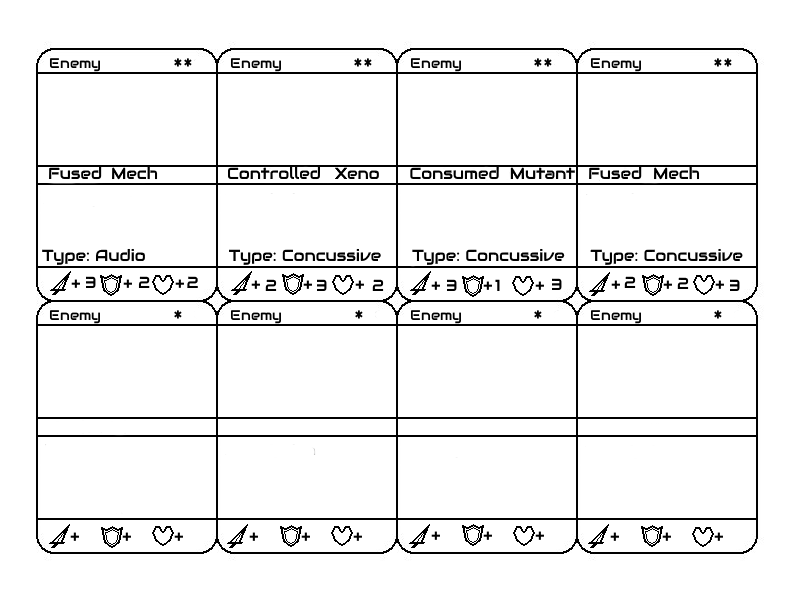 Enemy **
Enemy **
Enemy **
Enemy **
Fused Mech
Controlled Xeno
Consumed Mutant
Fused Mech
Type: Audio
Type: Concussive
Type: Concussive
Type: Concussive
+ 3 + 2 +2
+ 2 +3 + 2
+ 3 +1 + 3
+ 2 + 2 + 3
Enemy *
Enemy *
Enemy *
Enemy *
+ + +
+ + +
+ + +
+ + +